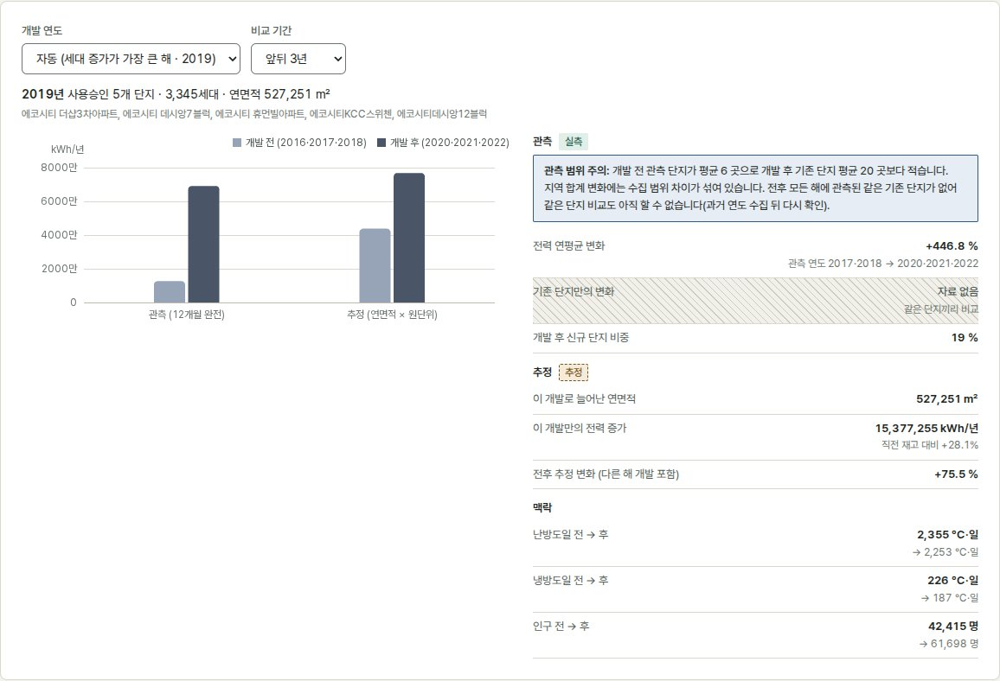 개발 연도
비교 기간
자동 (세대 증가가 가장 큰 해 · 2019)
앞뒤 3년
2019년 사용승인 5개 단지 · 3,345세대 · 연면적 527,251 m²
에코시티 더샵3차아파트, 에코시티 데시앙7블럭, 에코시티 휴먼빌아파트, 에코시티KCC스위첸, 에코시티데시앙12블럭
kWh/년
개발 전 (2016·2017·2018)
개발 후 (2020·2021·2022)
8000만
6000만
4000만
2000만
0
관측 (12개월 완전)
추정 (연면적 × 원단위)
관측 실측
관측 범위 주의: 개발 전 관측 단지가 평균 6 곳으로 개발 후 기존 단지 평균 20 곳보다 적습니다.
지역 합계 변화에는 수집 범위 차이가 섞여 있습니다. 전후 모든 해에 관측된 같은 기존 단지가 없어
같은 단지 비교도 아직 할 수 없습니다(과거 연도 수집 뒤 다시 확인).
전력 연평균 변화
+446.8 %
관측 연도 2017·2018 → 2020·2021·2022
기존 단지만의 변화
자료 없음
같은 단지끼리 비교
개발 후 신규 단지 비중
19 %
추정 추정
이 개발로 늘어난 연면적
527,251 m²
이 개발만의 전력 증가
15,377,255 kWh/년
직전 재고 대비 +28.1%
전후 추정 변화 (다른 해 개발 포함)
+75.5 %
맥락
난방도일 전 → 후
2,355 °C·일
→ 2,253 °C·일
냉방도일 전 → 후
226 °C·일
→ 187 °C·일
인구 전 → 후
42,415 명
→ 61,698 명